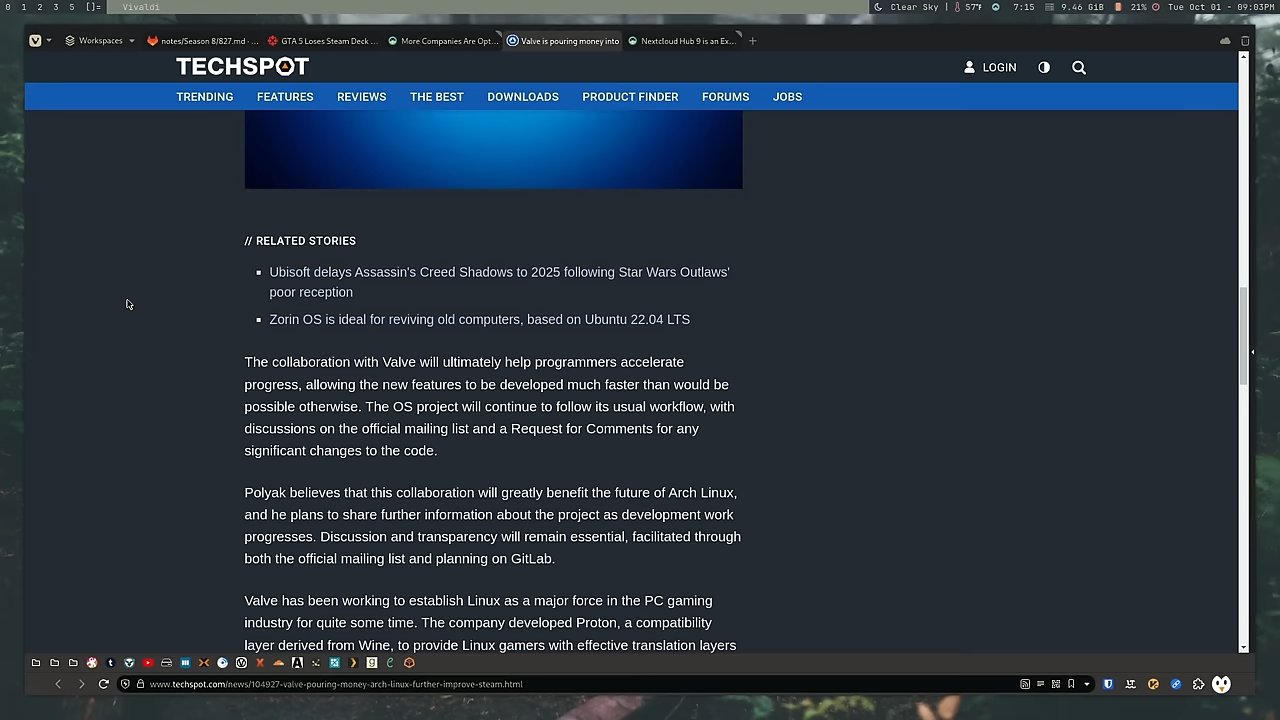 0 1 2 3 5 []= Vivaldi Clear Sky | 57°F 7:15 9.46 GiB 21% Tue Oct 01 - 09:03PM
Workspaces notes/Season 8/827.md - ... GTA 5 Loses Steam Deck ... More Companies Are Opt... Valve is pouring money into Nextcloud Hub 9 is an Ex...
TECHSPOT LOGIN
TRENDING FEATURES REVIEWS THE BEST DOWNLOADS PRODUCT FINDER FORUMS JOBS
// RELATED STORIES
Ubisoft delays Assassin's Creed Shadows to 2025 following Star Wars Outlaws'
poor reception
Zorin OS is ideal for reviving old computers, based on Ubuntu 22.04 LTS
The collaboration with Valve will ultimately help programmers accelerate
progress, allowing the new features to be developed much faster than would be
possible otherwise. The OS project will continue to follow its usual workflow, with
discussions on the official mailing list and a Request for Comments for any
significant changes to the code.
Polyak believes that this collaboration will greatly benefit the future of Arch Linux,
and he plans to share further information about the project as development work
progresses. Discussion and transparency will remain essential, facilitated through
both the official mailing list and planning on GitLab.
Valve has been working to establish Linux as a major force in the PC gaming
industry for quite some time. The company developed Proton, a compatibility
layer derived from Wine, to provide Linux gamers with effective translation layers
www.techspot.com/news/104927-valve-pouring-money-arch-linux-further-improve-steam.html